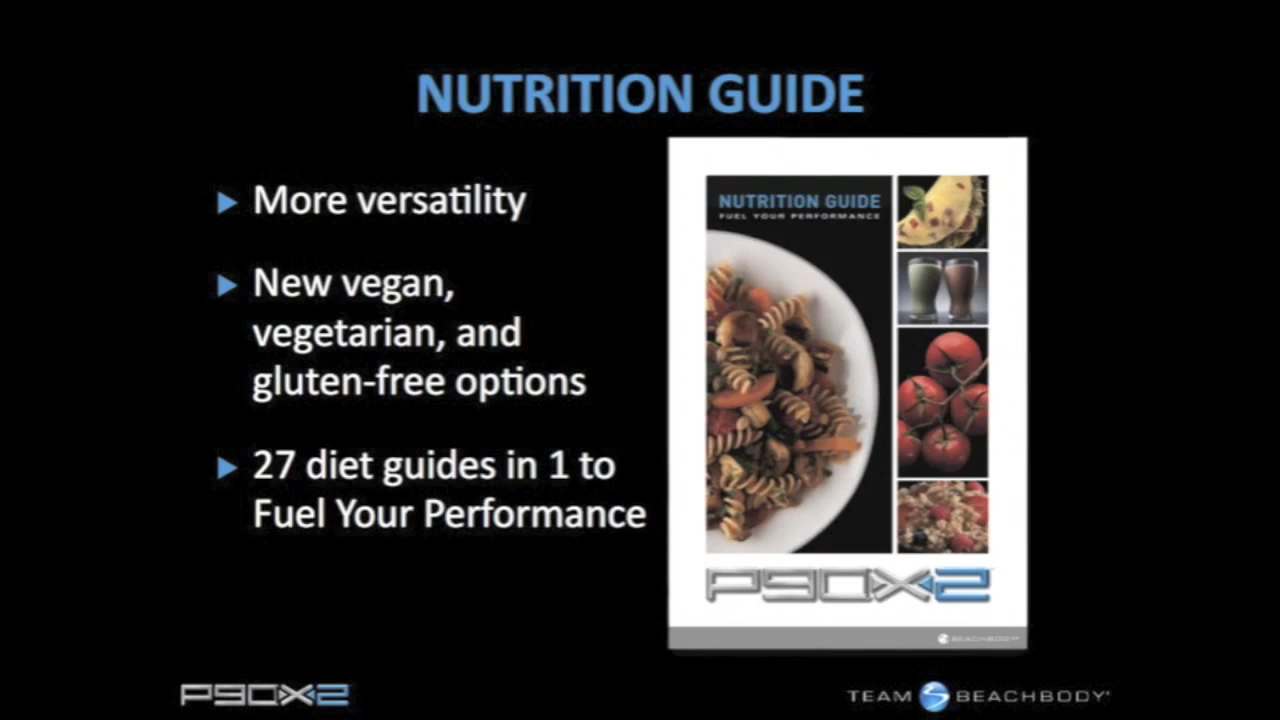 NUTRITION GUIDE
More versatility
New vegan,
vegetarian, and
gluten-free options
27 diet guides in 1 to
Fuel Your Performance
NUTRITION GUIDE
FUEL YOUR PERFORMANCE
P90X2
BEACHBODY
P90X2
TEAM BEACHBODY